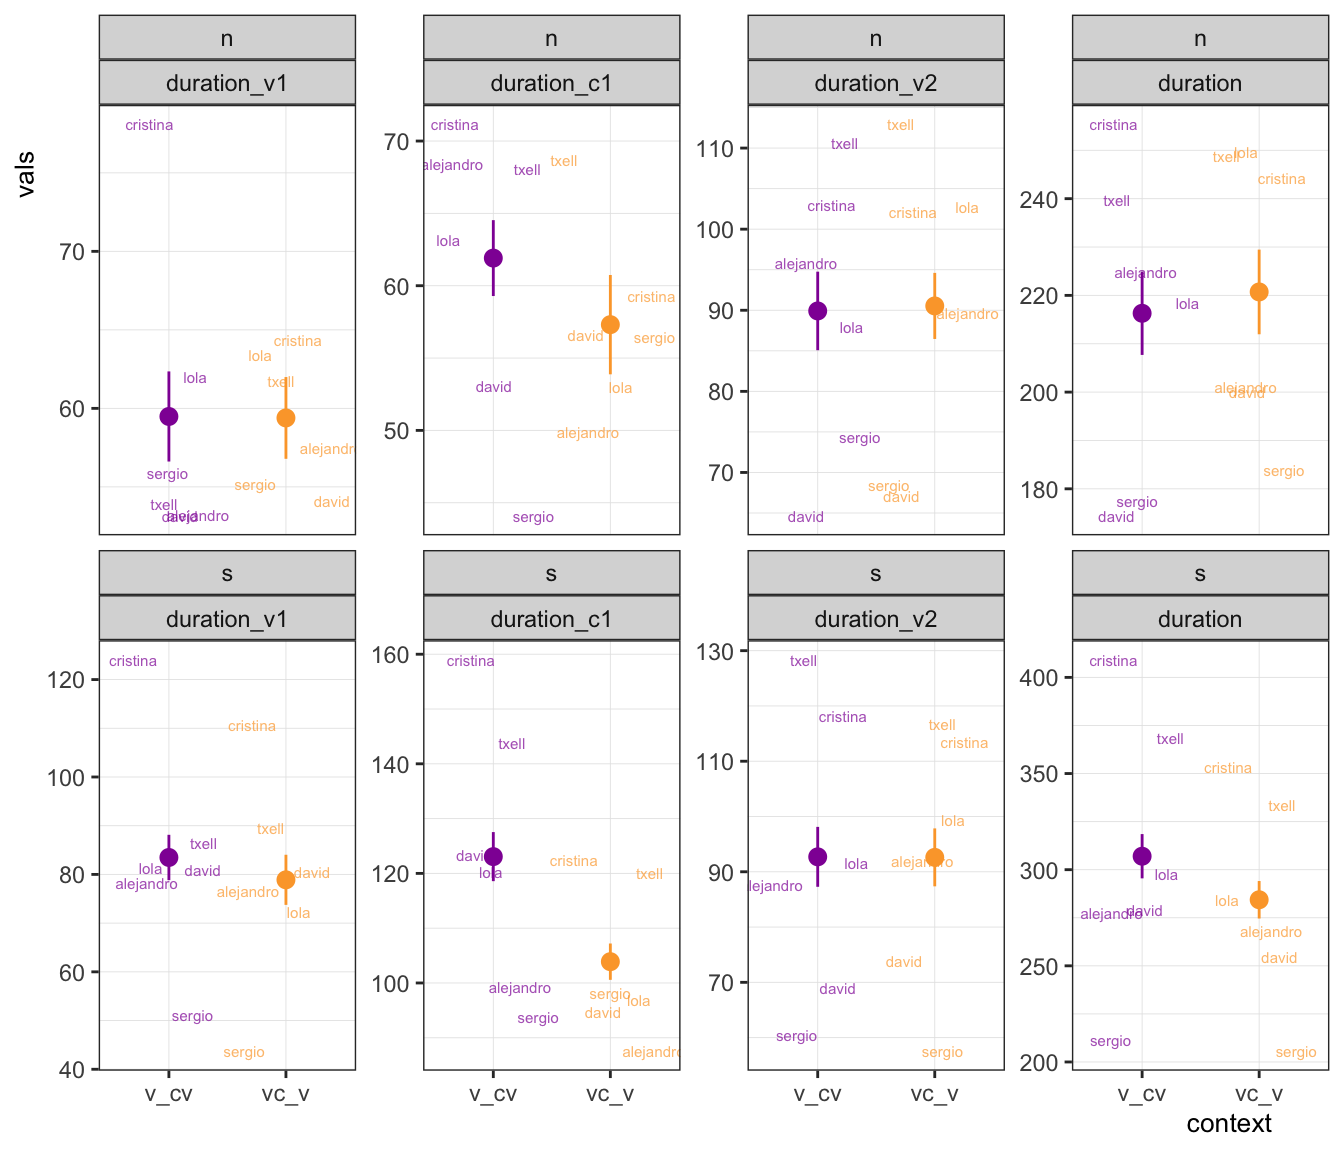 n n n n
duration_v1 duration_c1 duration_v2 duration
vals
cristina
lola
sergio
txell
david
alejandro
cristina
lola
txell
alejandro
sergio
david
70
60
cristina
alejandro
txell
lola
david
sergio
txell
cristina
david
sergio
lola
alejandro
70
60
50
txell
cristina
alejandro
lola
sergio
david
txell
cristina
lola
alejandro
sergio
david
110
100
90
80
70
cristina
txell
alejandro
lola
sergio
david
lola
txell
cristina
alejandro
david
sergio
240
220
200
180
s s s s
duration_v1 duration_c1 duration_v2 duration
cristina
txell
lola
david
alejandro
sergio
cristina
txell
david
alejandro
lola
sergio
120
100
80
60
40
cristina
txell
david
lola
alejandro
sergio
cristina
txell
sergio
lola
david
alejandro
160
140
120
100
txell
cristina
lola
alejandro
david
sergio
txell
cristina
lola
alejandro
david
sergio
130
110
90
70
cristina
txell
lola
david
alejandro
sergio
cristina
txell
lola
alejandro
david
sergio
400
350
300
250
200
v_cv vc_v v_cv vc_v v_cv vc_v v_cv vc_v
context